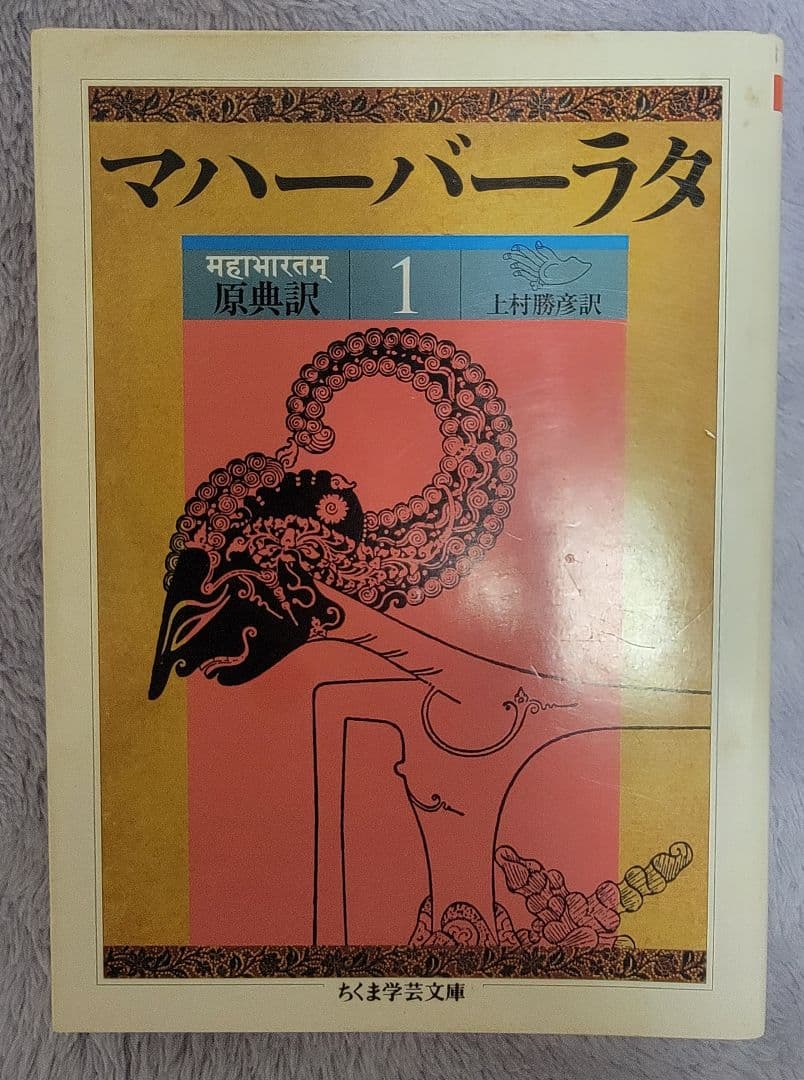 マハーバーラタ
महाभारतम्
原典訳
1
上村勝彦訳
ちくま学芸文庫